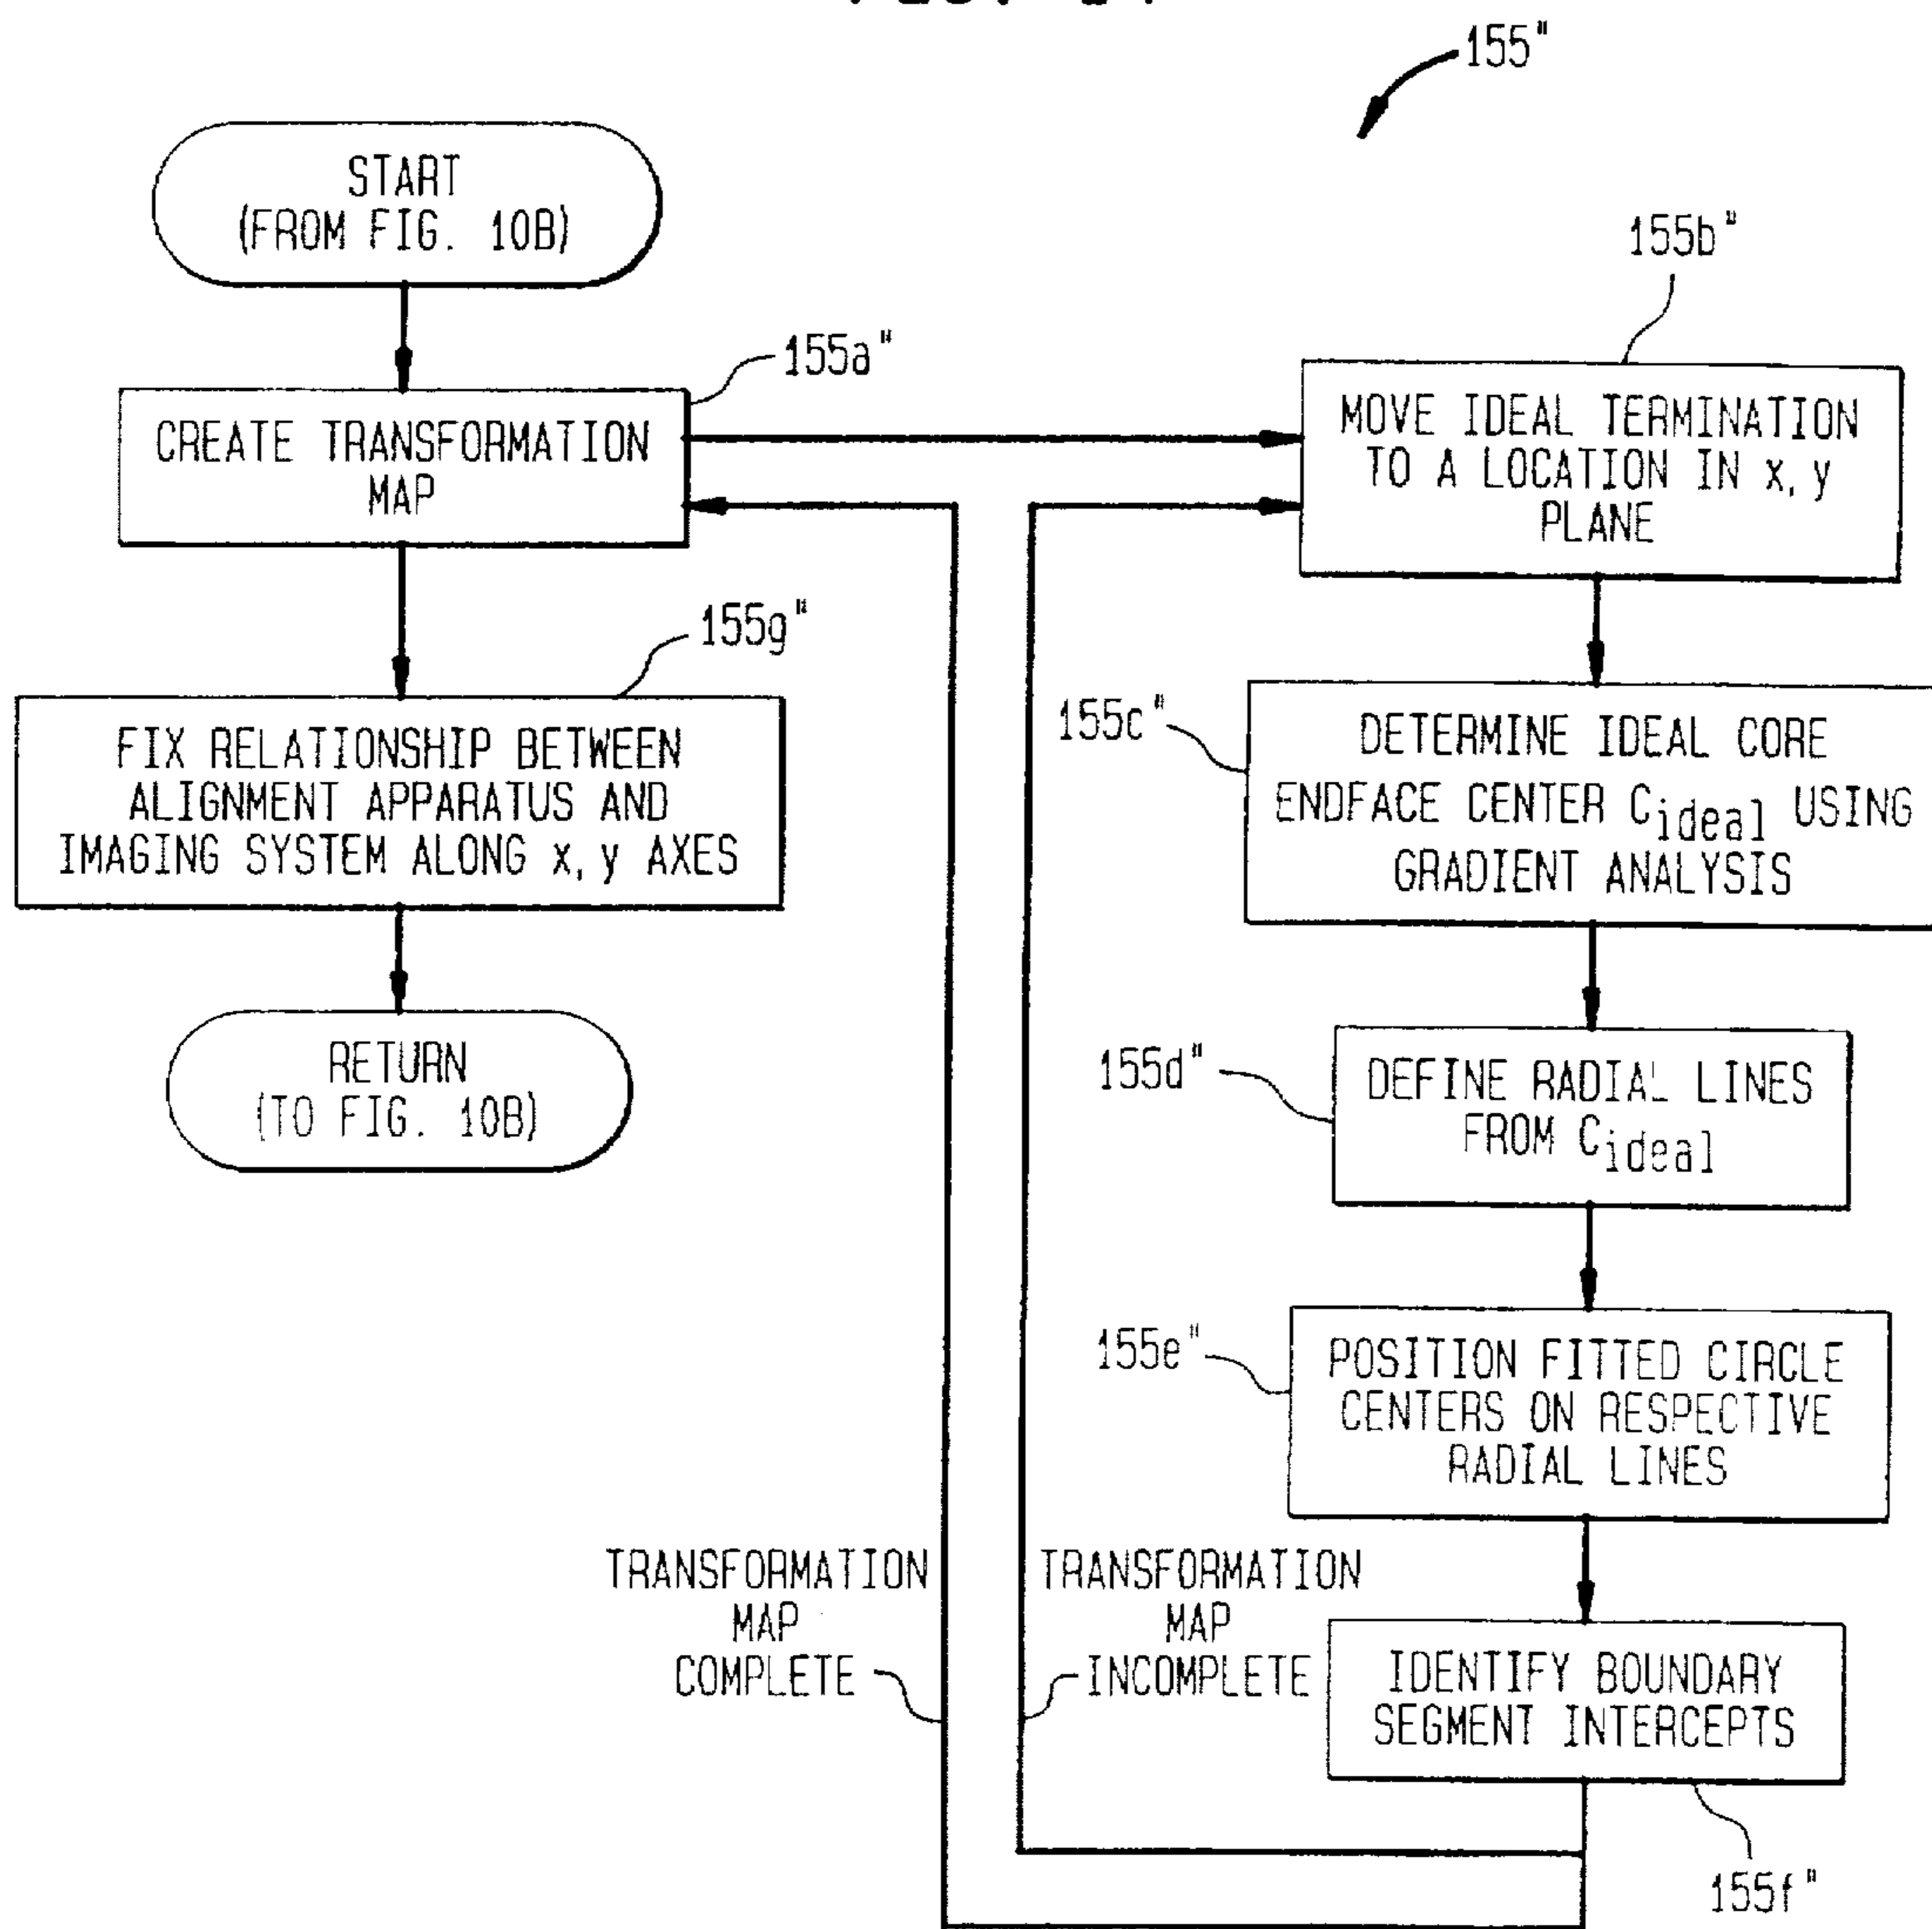 155"
START
(FROM FIG. 10B)
155a"
CREATE TRANSFORMATION
MAP
155b"
MOVE IDEAL TERMINATION
TO A LOCATION IN x, y
PLANE
155g"
FIX RELATIONSHIP BETWEEN
ALIGNMENT APPARATUS AND
IMAGING SYSTEM ALONG x, y AXES
155c"
DETERMINE IDEAL CORE
ENDFACE CENTER Cideal USING
GRADIENT ANALYSIS
RETURN
(TO FIG. 10B)
155d"
DEFINE RADIAL LINES
FROM Cideal
155e"
POSITION FITTED CIRCLE
CENTERS ON RESPECTIVE
RADIAL LINES
TRANSFORMATION
MAP
COMPLETE
TRANSFORMATION
MAP
INCOMPLETE
IDENTIFY BOUNDARY
SEGMENT INTERCEPTS
155f"